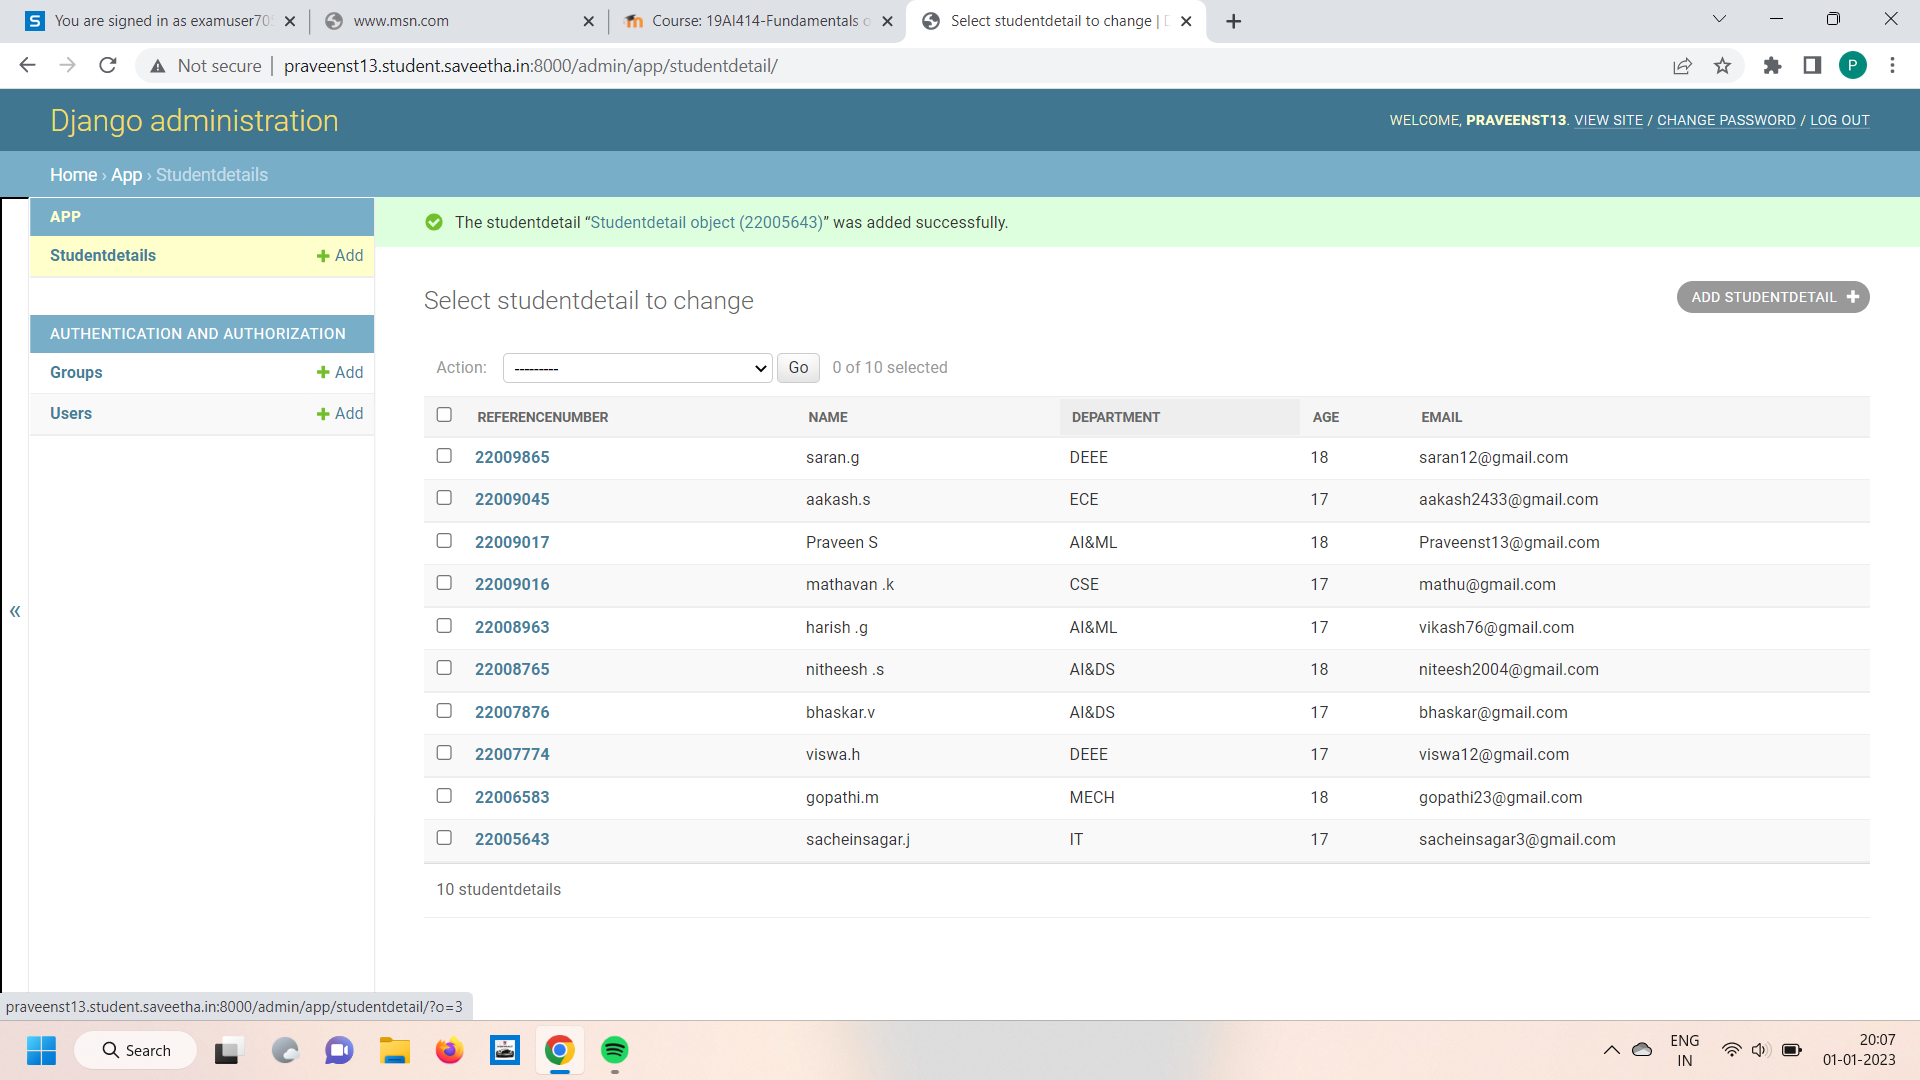 You are signed in as examuser70
www.msn.com
Course: 19AI414-Fundamentals o
Select studentdetail to change | D
Not secure
praveenst13.student.saveetha.in:8000/admin/app/studentdetail/
P
Django administration
WELCOME, PRAVEENST13. VIEW SITE / CHANGE PASSWORD / LOG OUT
Home › App › Studentdetails
APP
Studentdetails + Add
AUTHENTICATION AND AUTHORIZATION
Groups + Add
Users + Add
«
The studentdetail “Studentdetail object (22005643)” was added successfully.
Select studentdetail to change
ADD STUDENTDETAIL +
Action: --------- Go 0 of 10 selected
REFERENCENUMBER NAME DEPARTMENT AGE EMAIL
22009865 saran.g DEEE 18 saran12@gmail.com
22009045 aakash.s ECE 17 aakash2433@gmail.com
22009017 Praveen S AI&ML 18 Praveenst13@gmail.com
22009016 mathavan .k CSE 17 mathu@gmail.com
22008963 harish .g AI&ML 17 vikash76@gmail.com
22008765 nitheesh .s AI&DS 18 niteesh2004@gmail.com
22007876 bhaskar.v AI&DS 17 bhaskar@gmail.com
22007774 viswa.h DEEE 17 viswa12@gmail.com
22006583 gopathi.m MECH 18 gopathi23@gmail.com
22005643 sacheinsagar.j IT 17 sacheinsagar3@gmail.com
10 studentdetails
praveenst13.student.saveetha.in:8000/admin/app/studentdetail/?o=3
Search
ENG
IN
20:07
01-01-2023